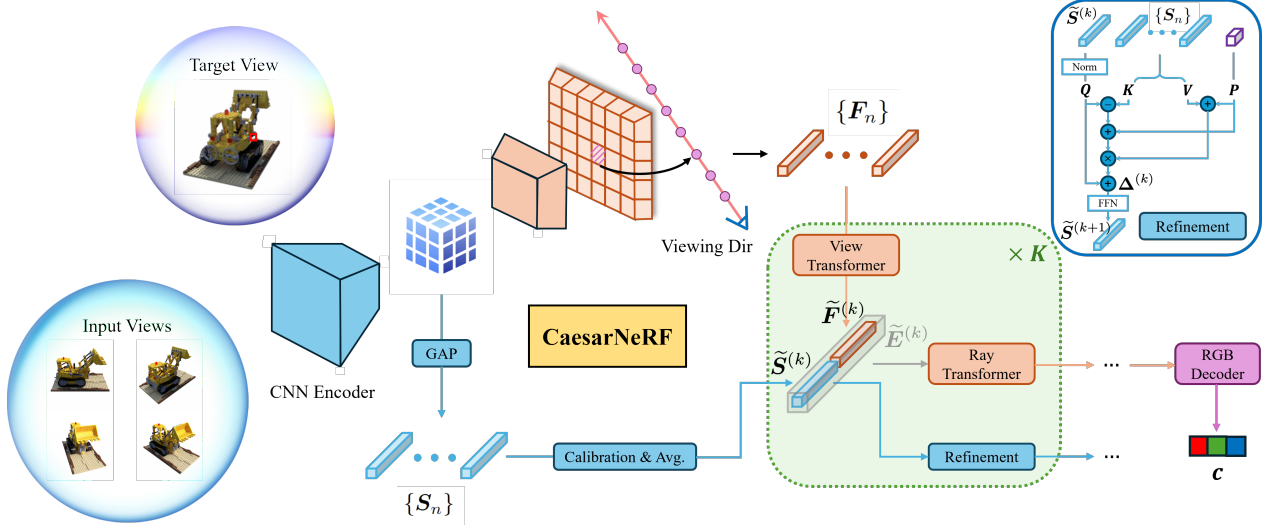 Target View
Input Views
CNN Encoder
GAP
{S_n}
CaesarNeRF
Viewing Dir
{F_n}
View
Transformer
× K
F̃^(k)
Ẽ^(k)
S̃^(k)
Ray
Transformer
...
RGB
Decoder
Calibration & Avg.
Refinement
...
c
S̃^(k)
{S_n}
Norm
Q K V P
Δ^(k)
FFN
S̃^(k+1)
Refinement